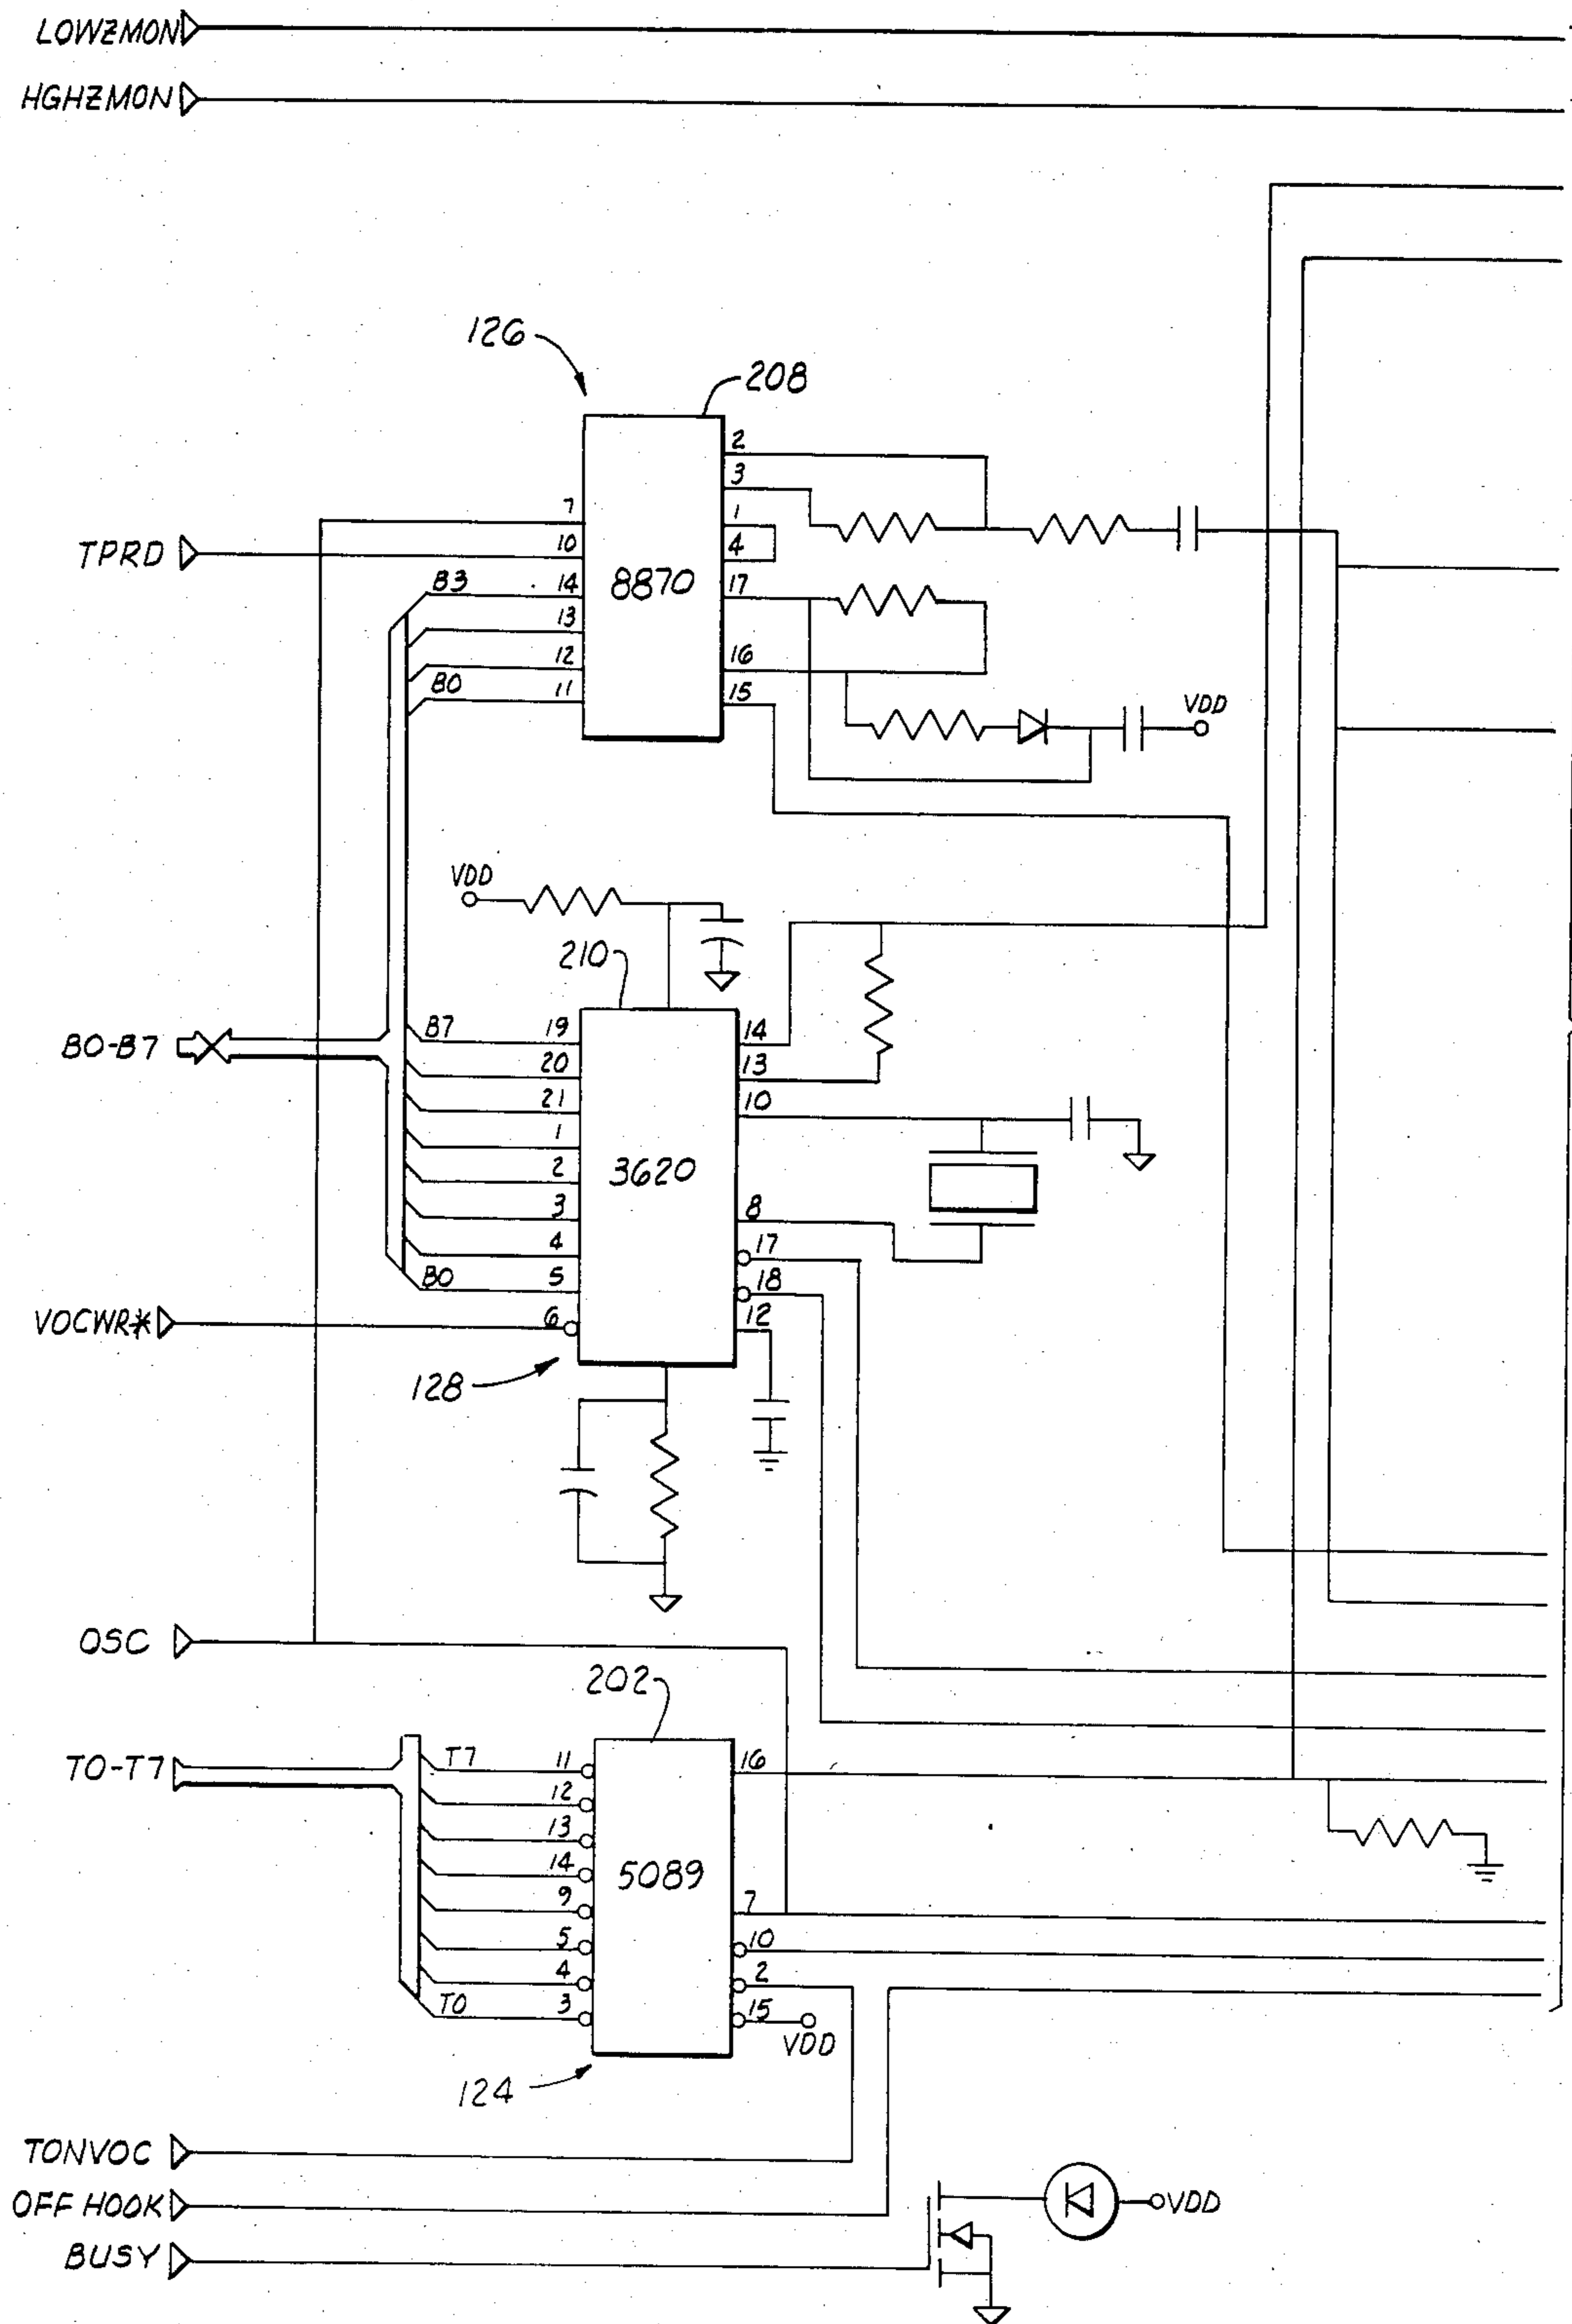 LOWZMON
HGHZMON
126
208
2
3
7
1
TPRD
10
4
B3
14
8870
17
13
12
16
B0
11
15
VDD
VDD
210
B0-B7
B7
19
14
20
13
21
10
1
2
3620
3
8
4
17
B0
5
18
VOCWR*
6
12
128
OSC
202
T0-T7
T7
11
16
12
13
14
5089
9
7
5
10
4
2
T0
3
15
VDD
124
TONVOC
OFF HOOK
VDD
BUSY